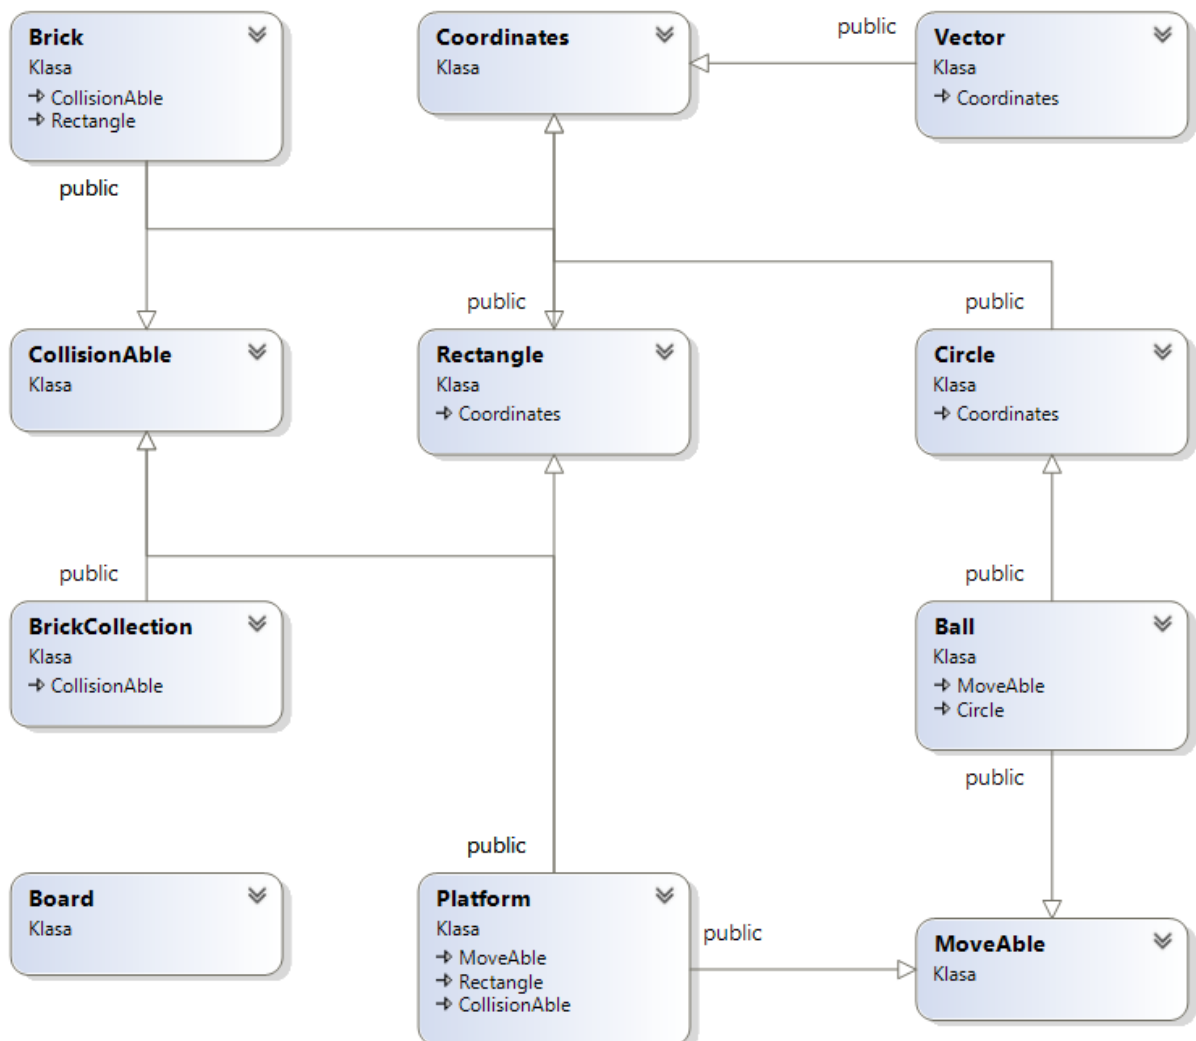 Brick
Klasa
CollisionAble
Rectangle
public
Coordinates
Klasa
public
Vector
Klasa
Coordinates
CollisionAble
Klasa
public
Rectangle
Klasa
Coordinates
public
Circle
Klasa
Coordinates
public
BrickCollection
Klasa
CollisionAble
public
Ball
Klasa
MoveAble
Circle
public
Board
Klasa
public
Platform
Klasa
MoveAble
Rectangle
CollisionAble
public
MoveAble
Klasa